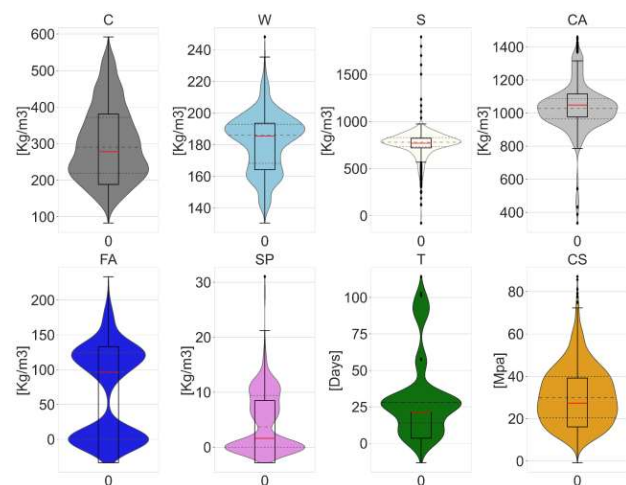 C W S CA
[Kg/m3] 600 500 400 300 200 100 0
[Kg/m3] 240 220 200 180 160 140 0
[Kg/m3] 1500 1000 500 0 0
[Kg/m3] 1400 1200 1000 800 600 400 0
FA SP T CS
[Kg/m3] 200 150 100 50 0 0
[Kg/m3] 30 20 10 0 0
[Days] 100 75 50 25 0 0
[Mpa] 80 60 40 20 0 0